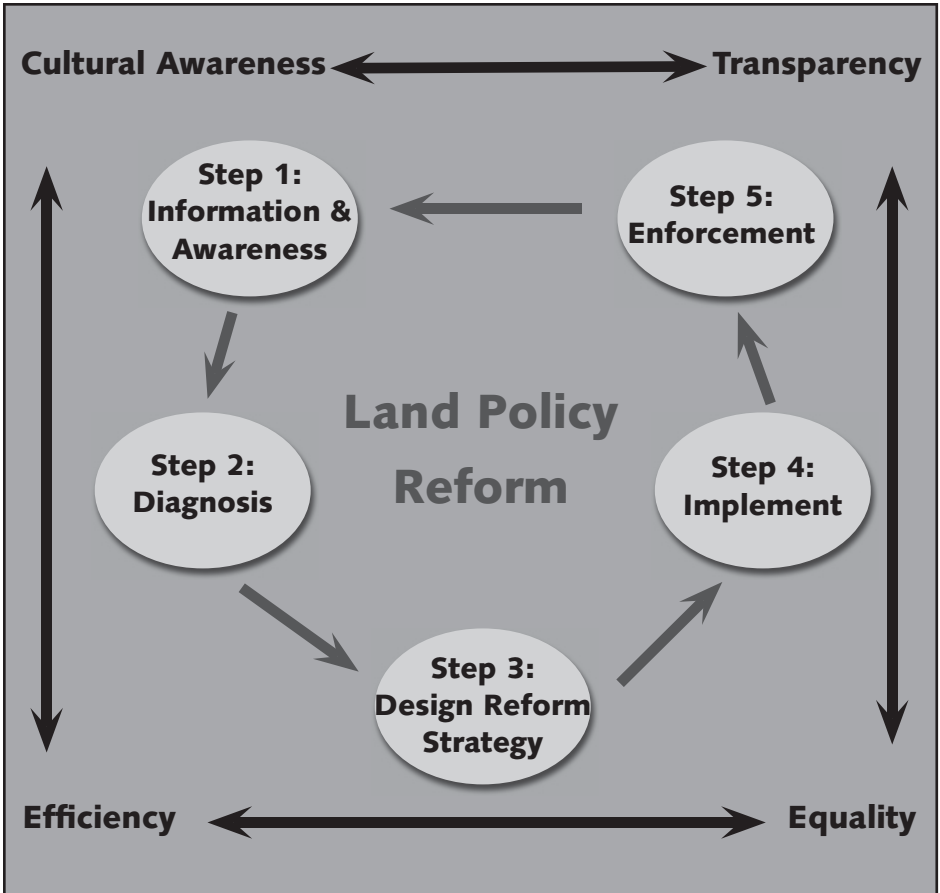 Cultural Awareness
Transparency
Step 1:
Information &
Awareness
Step 5:
Enforcement
Land Policy
Reform
Step 2:
Diagnosis
Step 4:
Implement
Step 3:
Design Reform
Strategy
Efficiency
Equality